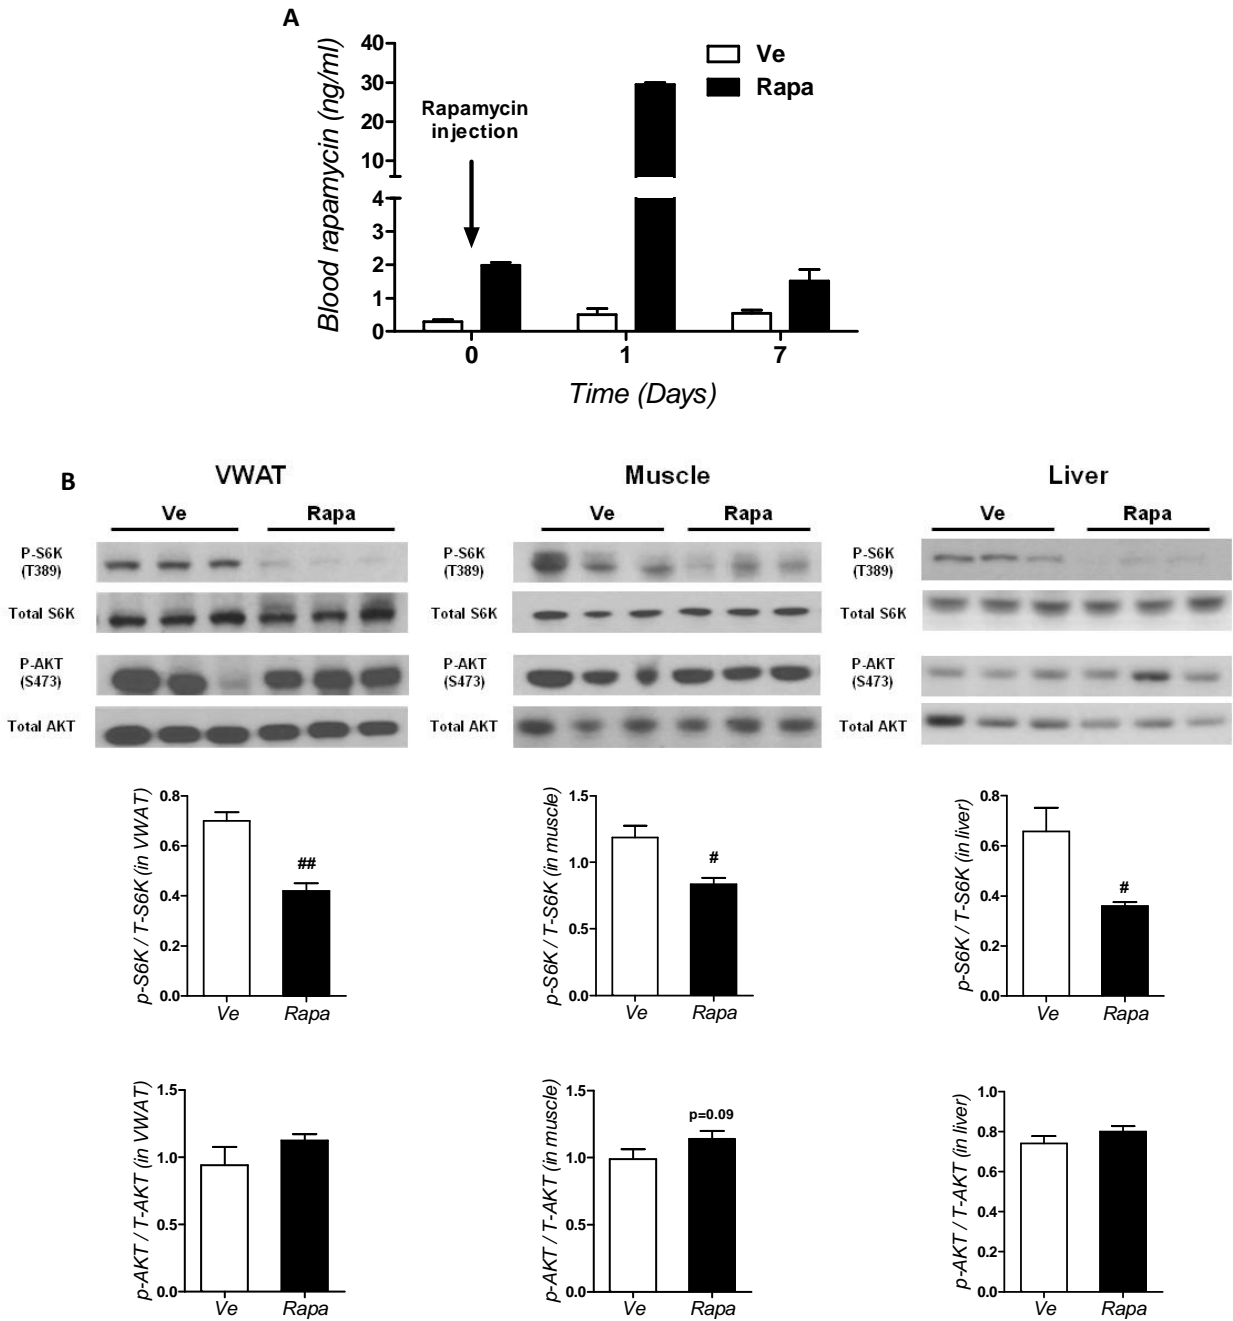 A
Blood rapamycin (ng/ml)
40
30
20
10
4
3
2
1
0
Rapamycin
injection
Ve
Rapa
0 1 7
Time (Days)
B
VWAT
Ve Rapa
P-S6K
(T389)
Total S6K
P-AKT
(S473)
Total AKT
Muscle
Ve Rapa
P-S6K
(T389)
Total S6K
P-AKT
(S473)
Total AKT
Liver
Ve Rapa
P-S6K
(T389)
Total S6K
P-AKT
(S473)
Total AKT
p-S6K / T-S6K (in VWAT)
0.8
0.6
0.4
0.2
0.0
##
Ve Rapa
p-S6K / T-S6K (in muscle)
1.5
1.0
0.5
0.0
#
Ve Rapa
p-S6K / T-S6K (in liver)
0.8
0.6
0.4
0.2
0.0
#
Ve Rapa
p-AKT / T-AKT (in VWAT)
1.5
1.0
0.5
0.0
Ve Rapa
p-AKT / T-AKT (in muscle)
1.5
1.0
0.5
0.0
p=0.09
Ve Rapa
p-AKT / T-AKT (in liver)
1.0
0.8
0.6
0.4
0.2
0.0
Ve Rapa